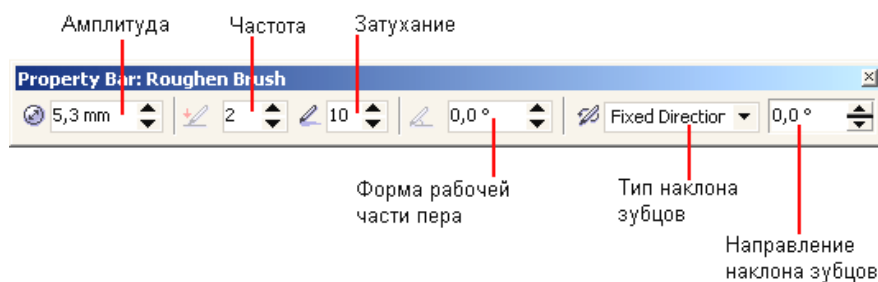 Амплитуда Частота Затухание
Property Bar: Roughen Brush
5,3 mm 2 10 0,0 ° Fixed Direction 0,0 °
Форма рабочей
части пера
Тип наклона
зубцов
Направление
наклона зубцов